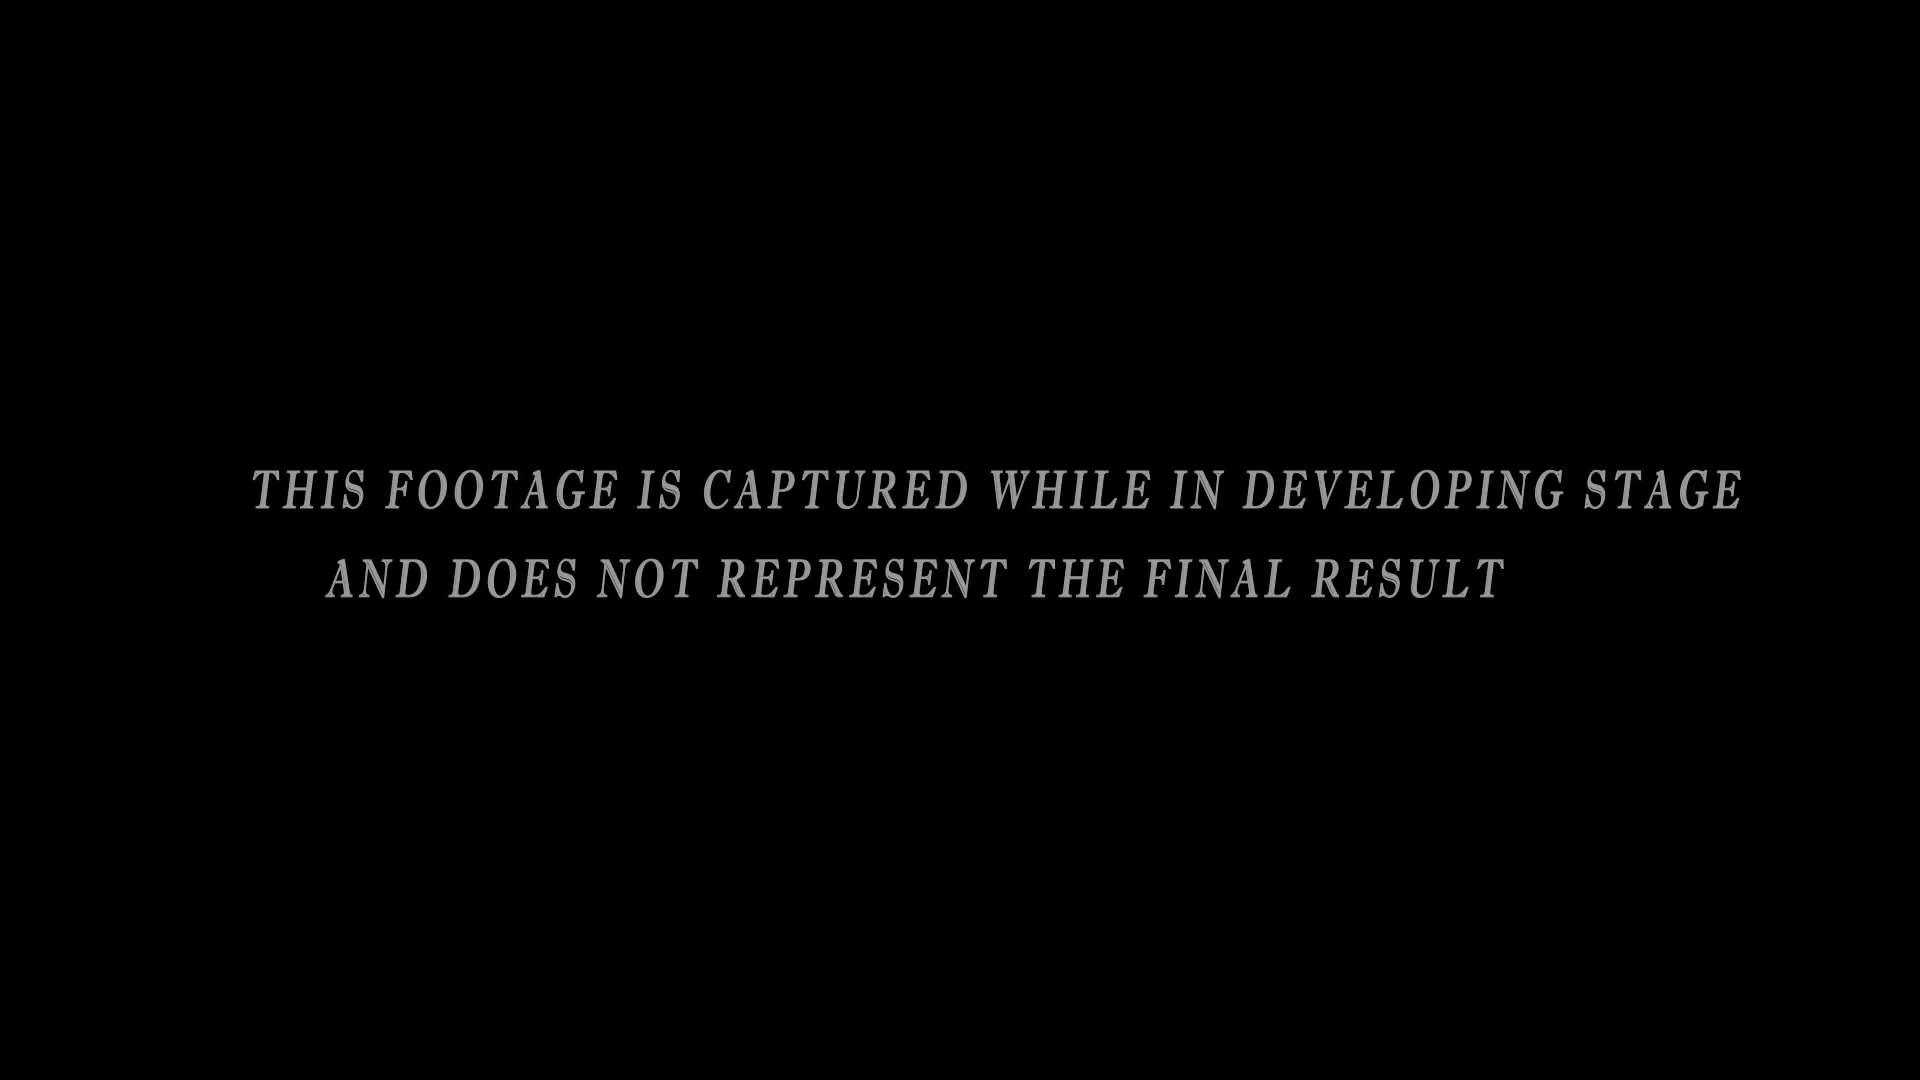 THIS FOOTAGE IS CAPTURED WHILE IN DEVELOPING STAGE
AND DOES NOT REPRESENT THE FINAL RESULT